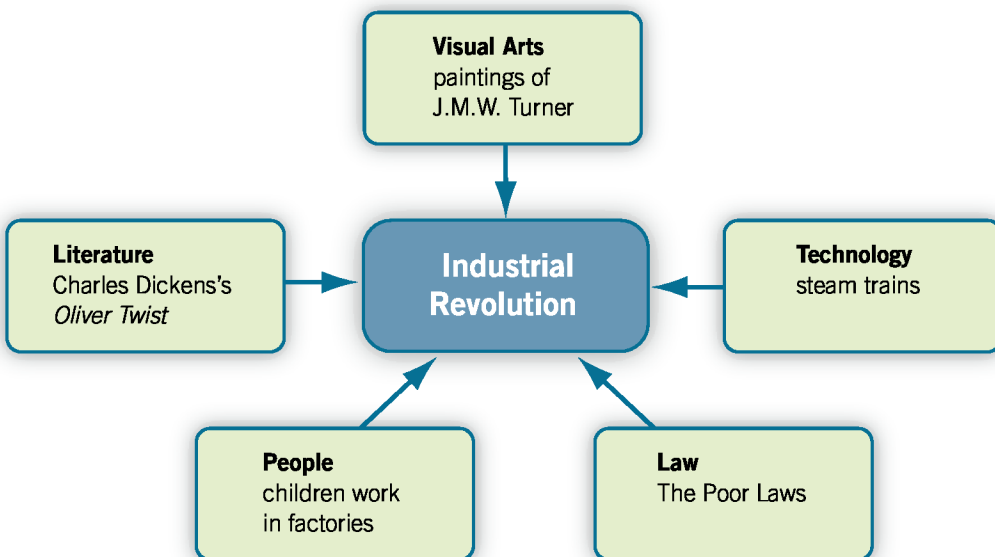 Visual Arts
paintings of
J.M.W. Turner
Literature
Charles Dickens's
Oliver Twist
Industrial
Revolution
Technology
steam trains
People
children work
in factories
Law
The Poor Laws